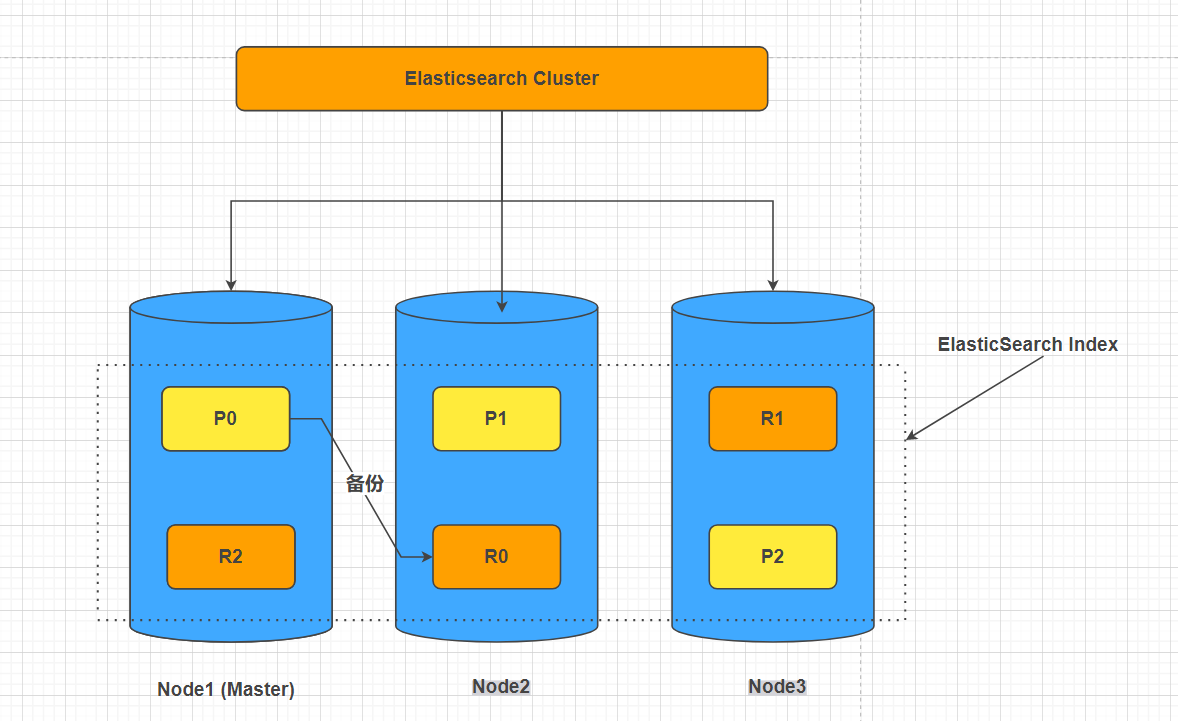 Elasticsearch Cluster
ElasticSearch Index
P0
P1
R1
备份
R2
R0
P2
Node1 (Master)
Node2
Node3